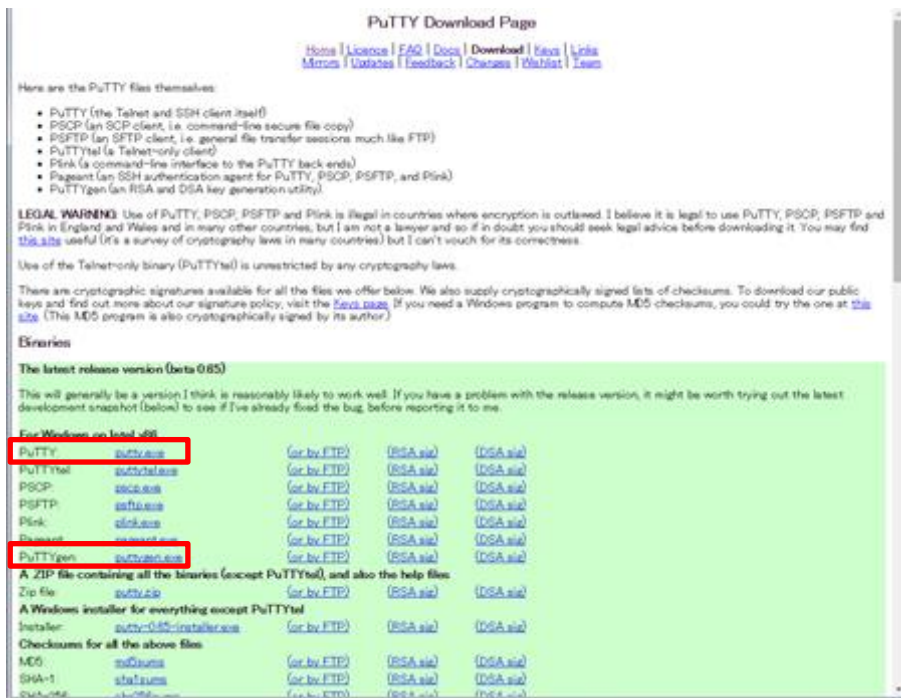 PuTTY Download Page
Home | Licence | FAQ | Docs | Download | Keys | Links
Mirrors | Updates | Feedback | Changes | Wishlist | Team
Here are the PuTTY files themselves:
• PuTTY (the Telnet and SSH client itself)
• PSCP (an SCP client, i.e. command-line secure file copy)
• PSFTP (an SFTP client, i.e. general file transfer sessions much like FTP)
• PuTTYtel (a Telnet-only client)
• Plink (a command-line interface to the PuTTY back ends)
• Pageant (an SSH authentication agent for PuTTY, PSCP, PSFTP, and Plink)
• PuTTYgen (an RSA and DSA key generation utility).
LEGAL WARNING: Use of PuTTY, PSCP, PSFTP and Plink is illegal in countries where encryption is outlawed. I believe it is legal to use PuTTY, PSCP, PSFTP and
Plink in England and Wales and in many other countries, but I am not a lawyer and so if in doubt you should seek legal advice before downloading it. You may find
this site useful (it's a survey of cryptography laws in many countries) but I can't vouch for its correctness.
Use of the Telnet-only binary (PuTTYtel) is unrestricted by any cryptography laws.
There are cryptographic signatures available for all the files we offer below. We also supply cryptographically signed lists of checksums. To download our public
keys and find out more about our signature policy, visit the Keys page. If you need a Windows program to compute MD5 checksums, you could try the one at this
site. (This MD5 program is also cryptographically signed by its author.)
Binaries
The latest release version (beta 0.65)
This will generally be a version I think is reasonably likely to work well. If you have a problem with the release version, it might be worth trying out the latest
development snapshot (below) to see if I've already fixed the bug, before reporting it to me.
For Windows on Intel x86
PuTTY: putty.exe (or by FTP) (RSA sig) (DSA sig)
PuTTYtel: puttytel.exe (or by FTP) (RSA sig) (DSA sig)
PSCP: pscp.exe (or by FTP) (RSA sig) (DSA sig)
PSFTP: psftp.exe (or by FTP) (RSA sig) (DSA sig)
Plink: plink.exe (or by FTP) (RSA sig) (DSA sig)
Pageant: pageant.exe (or by FTP) (RSA sig) (DSA sig)
PuTTYgen: puttygen.exe (or by FTP) (RSA sig) (DSA sig)
A .ZIP file containing all the binaries (except PuTTYtel), and also the help files
Zip file: putty.zip (or by FTP) (RSA sig) (DSA sig)
A Windows installer for everything except PuTTYtel
Installer: putty-0.65-installer.exe (or by FTP) (RSA sig) (DSA sig)
Checksums for all the above files
MD5: md5sums (or by FTP) (RSA sig) (DSA sig)
SHA-1: sha1sums (or by FTP) (RSA sig) (DSA sig)
SHA-256: sha256sums (or by FTP) (RSA sig) (DSA sig)